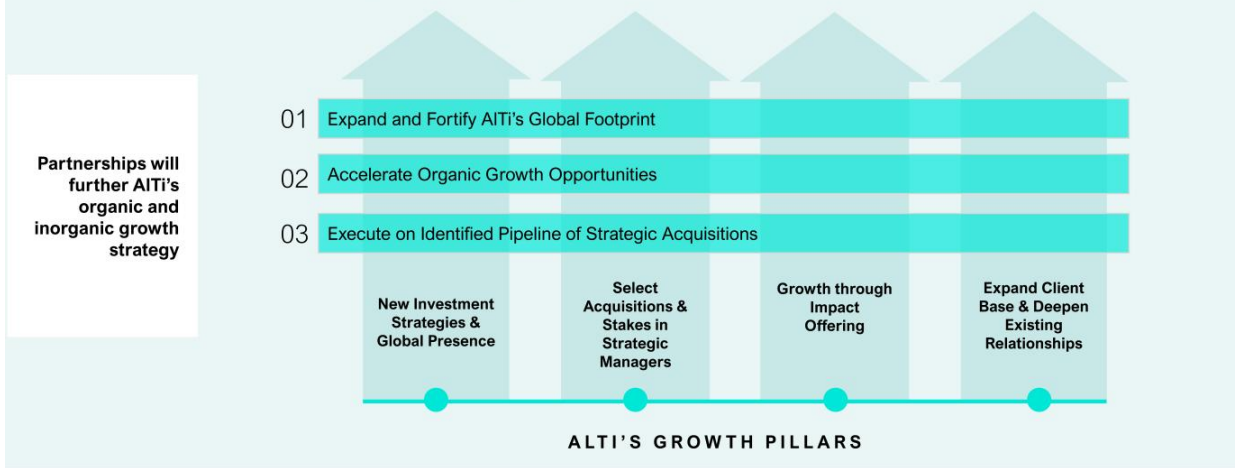 Partnerships will
further AlTi's
organic and
inorganic growth
strategy
01 Expand and Fortify AlTi's Global Footprint
02 Accelerate Organic Growth Opportunities
03 Execute on Identified Pipeline of Strategic Acquisitions
New Investment
Strategies &
Global Presence
Select
Acquisitions &
Stakes in
Strategic
Managers
Growth through
Impact
Offering
Expand Client
Base & Deepen
Existing
Relationships
ALTI'S GROWTH PILLARS